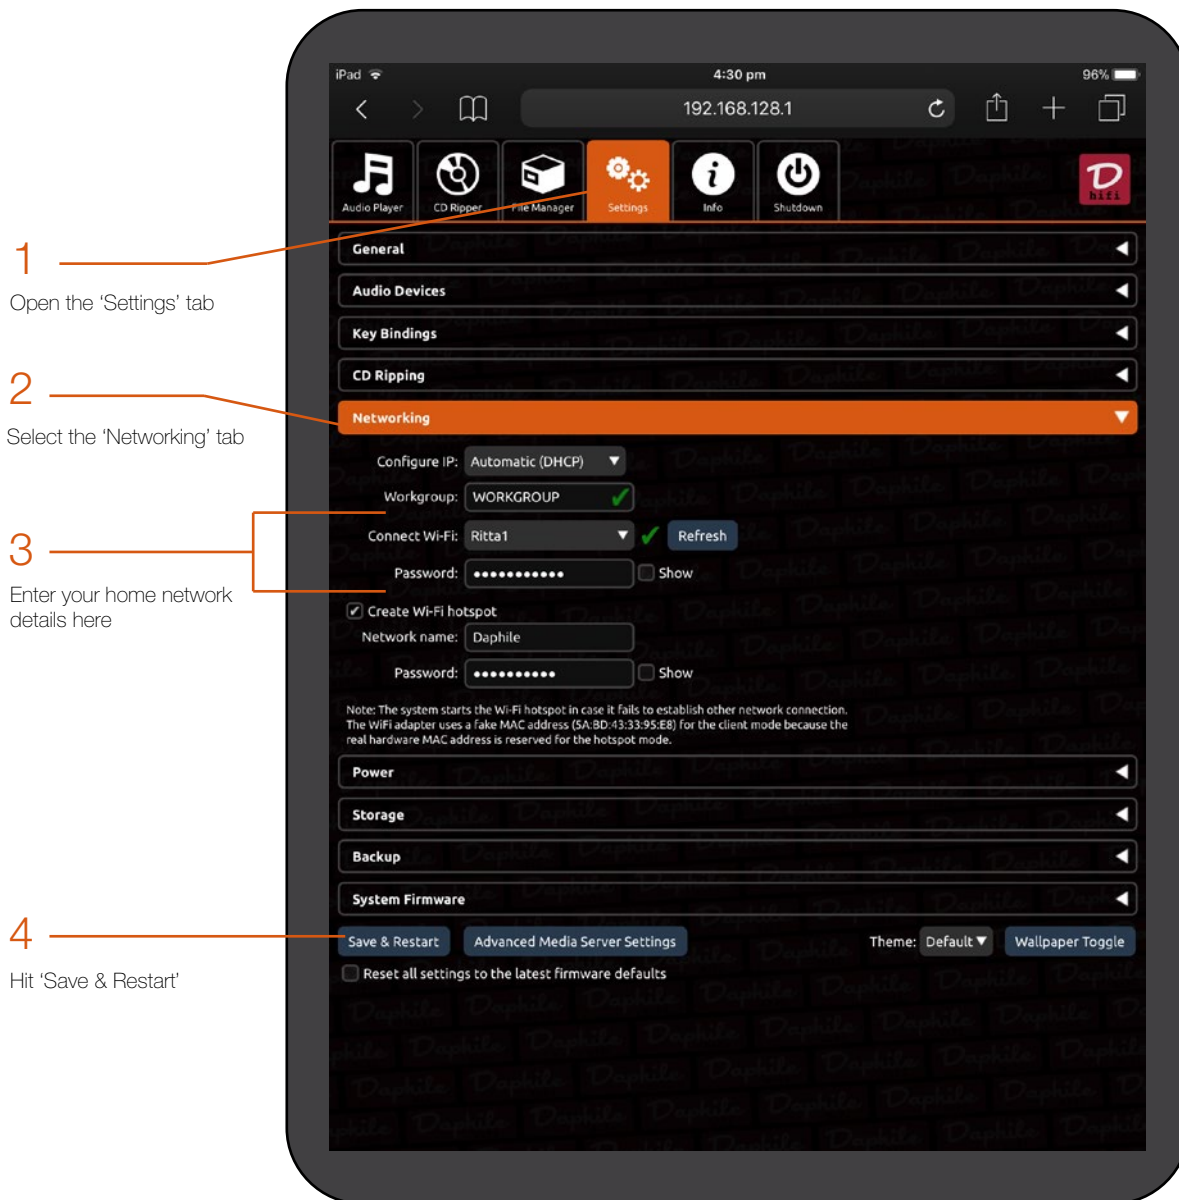 iPad 4:30 pm 96%
192.168.128.1
Audio Player CD Ripper File Manager Settings Info Shutdown
D
hifi
General
Audio Devices
Key Bindings
CD Ripping
Networking
Configure IP: Automatic (DHCP)
Workgroup: WORKGROUP
Connect Wi-Fi: Ritta1 Refresh
Password: ••••••••••• Show
Create Wi-Fi hotspot
Network name: Daphile
Password: •••••••••• Show
Note: The system starts the Wi-Fi hotspot in case it fails to establish other network connection.
The WiFi adapter uses a fake MAC address (5A:BD:43:33:95:E8) for the client mode because the
real hardware MAC address is reserved for the hotspot mode.
Power
Storage
Backup
System Firmware
Save & Restart Advanced Media Server Settings Theme: Default Wallpaper Toggle
Reset all settings to the latest firmware defaults
1
Open the ‘Settings’ tab
2
Select the ‘Networking’ tab
3
Enter your home network
details here
4
Hit ‘Save & Restart’